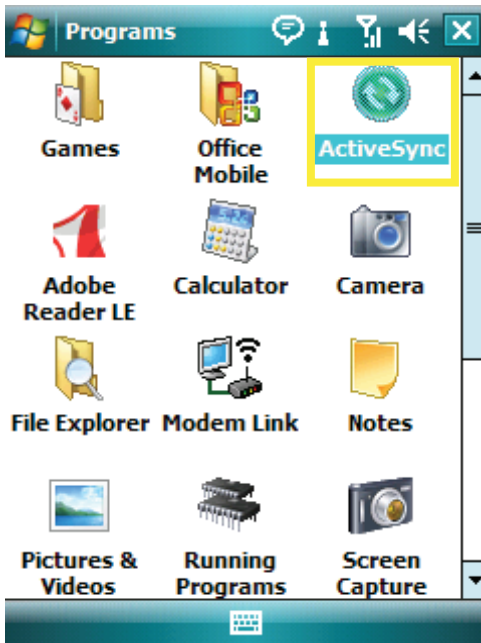 Programs
Games
Office
Mobile
ActiveSync
Adobe
Reader LE
Calculator
Camera
File Explorer
Modem Link
Notes
Pictures &
Videos
Running
Programs
Screen
Capture